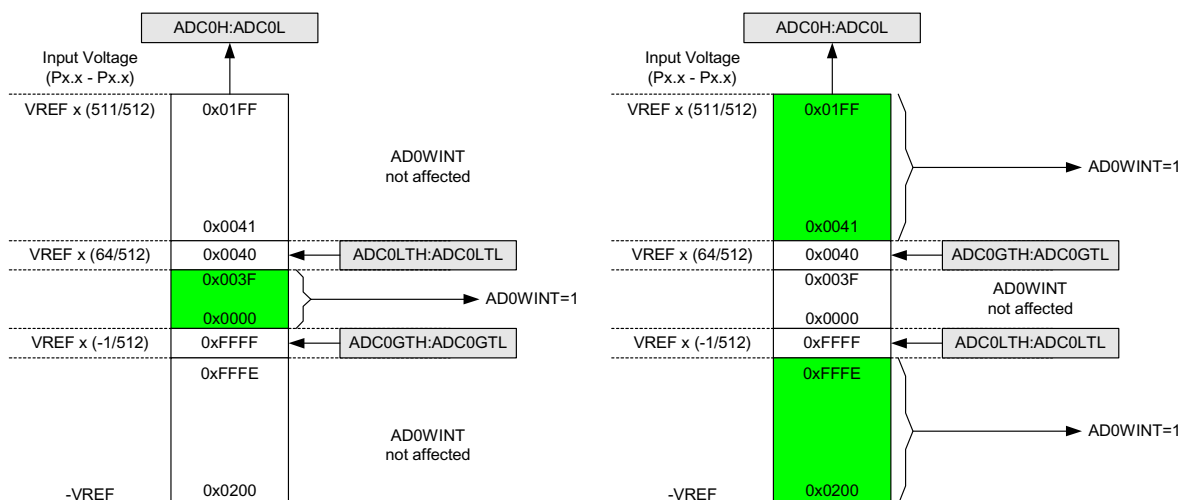 ADC0H:ADC0L
Input Voltage
(Px.x - Px.x)
VREF x (511/512)
0x01FF
AD0WINT
not affected
0x0041
VREF x (64/512)
0x0040
ADC0LTH:ADC0LTL
0x003F
AD0WINT=1
0x0000
VREF x (-1/512)
0xFFFF
ADC0GTH:ADC0GTL
0xFFFE
AD0WINT
not affected
-VREF
0x0200
ADC0H:ADC0L
Input Voltage
(Px.x - Px.x)
VREF x (511/512)
0x01FF
AD0WINT=1
0x0041
VREF x (64/512)
0x0040
ADC0GTH:ADC0GTL
0x003F
AD0WINT
not affected
0x0000
VREF x (-1/512)
0xFFFF
ADC0LTH:ADC0LTL
0xFFFE
AD0WINT=1
-VREF
0x0200